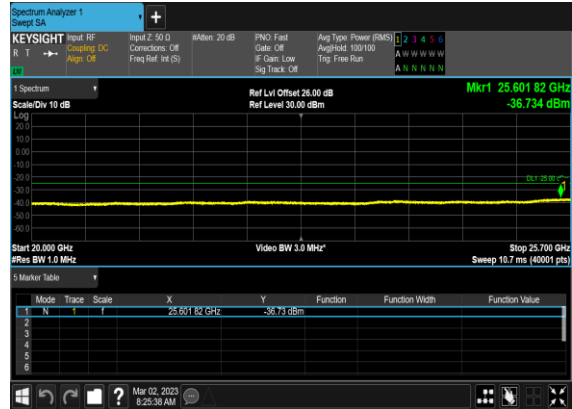 Spectrum Analyzer 1
Swept SA
+
KEYSIGHT Input: RF Input Z: 50 Ω #Atten: 20 dB PNO: Fast Avg Type: Power (RMS) 1 2 3 4 5 6
R T Coupling: DC Corrections: Off Gate: Off Avg|Hold: 100/100 A W W W W W
Align: Off Freq Ref: Int (S) IF Gain: Low Trig: Free Run
Sig Track: Off A N N N N N
1 Spectrum Ref Lvl Offset 26.00 dB Mkr1 25.601 82 GHz
Scale/Div 10 dB Ref Level 30.00 dBm -36.734 dBm
Log
20.0
10.0
0.00
-10.0
-20.0
DL1 -25.00
-30.0
1
-40.0
-50.0
-60.0
Start 20.000 GHz Video BW 3.0 MHz* Stop 25.700 GHz
#Res BW 1.0 MHz Sweep 10.7 ms (40001 pts)
5 Marker Table
Mode Trace Scale X Y Function Function Width Function Value
1 N 1 f 25.601 82 GHz -36.73 dBm
2
3
4
5
6
? Mar 02, 2023
8:25:38 AM